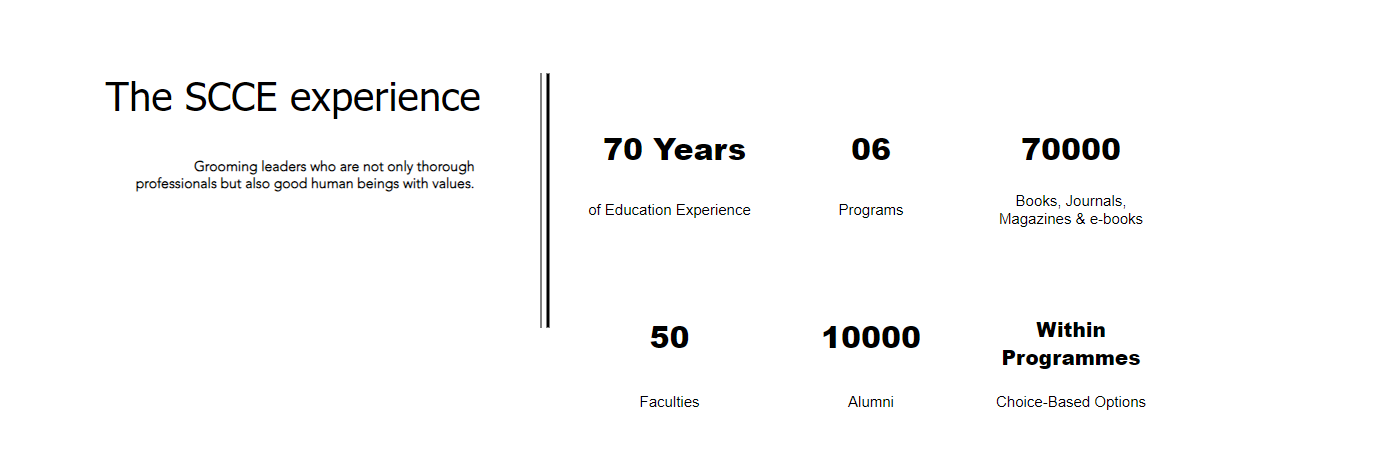 The SCCE experience
Grooming leaders who are not only thorough
professionals but also good human beings with values.
70 Years
of Education Experience
06
Programs
70000
Books, Journals,
Magazines & e-books
50
Faculties
10000
Alumni
Within
Programmes
Choice-Based Options